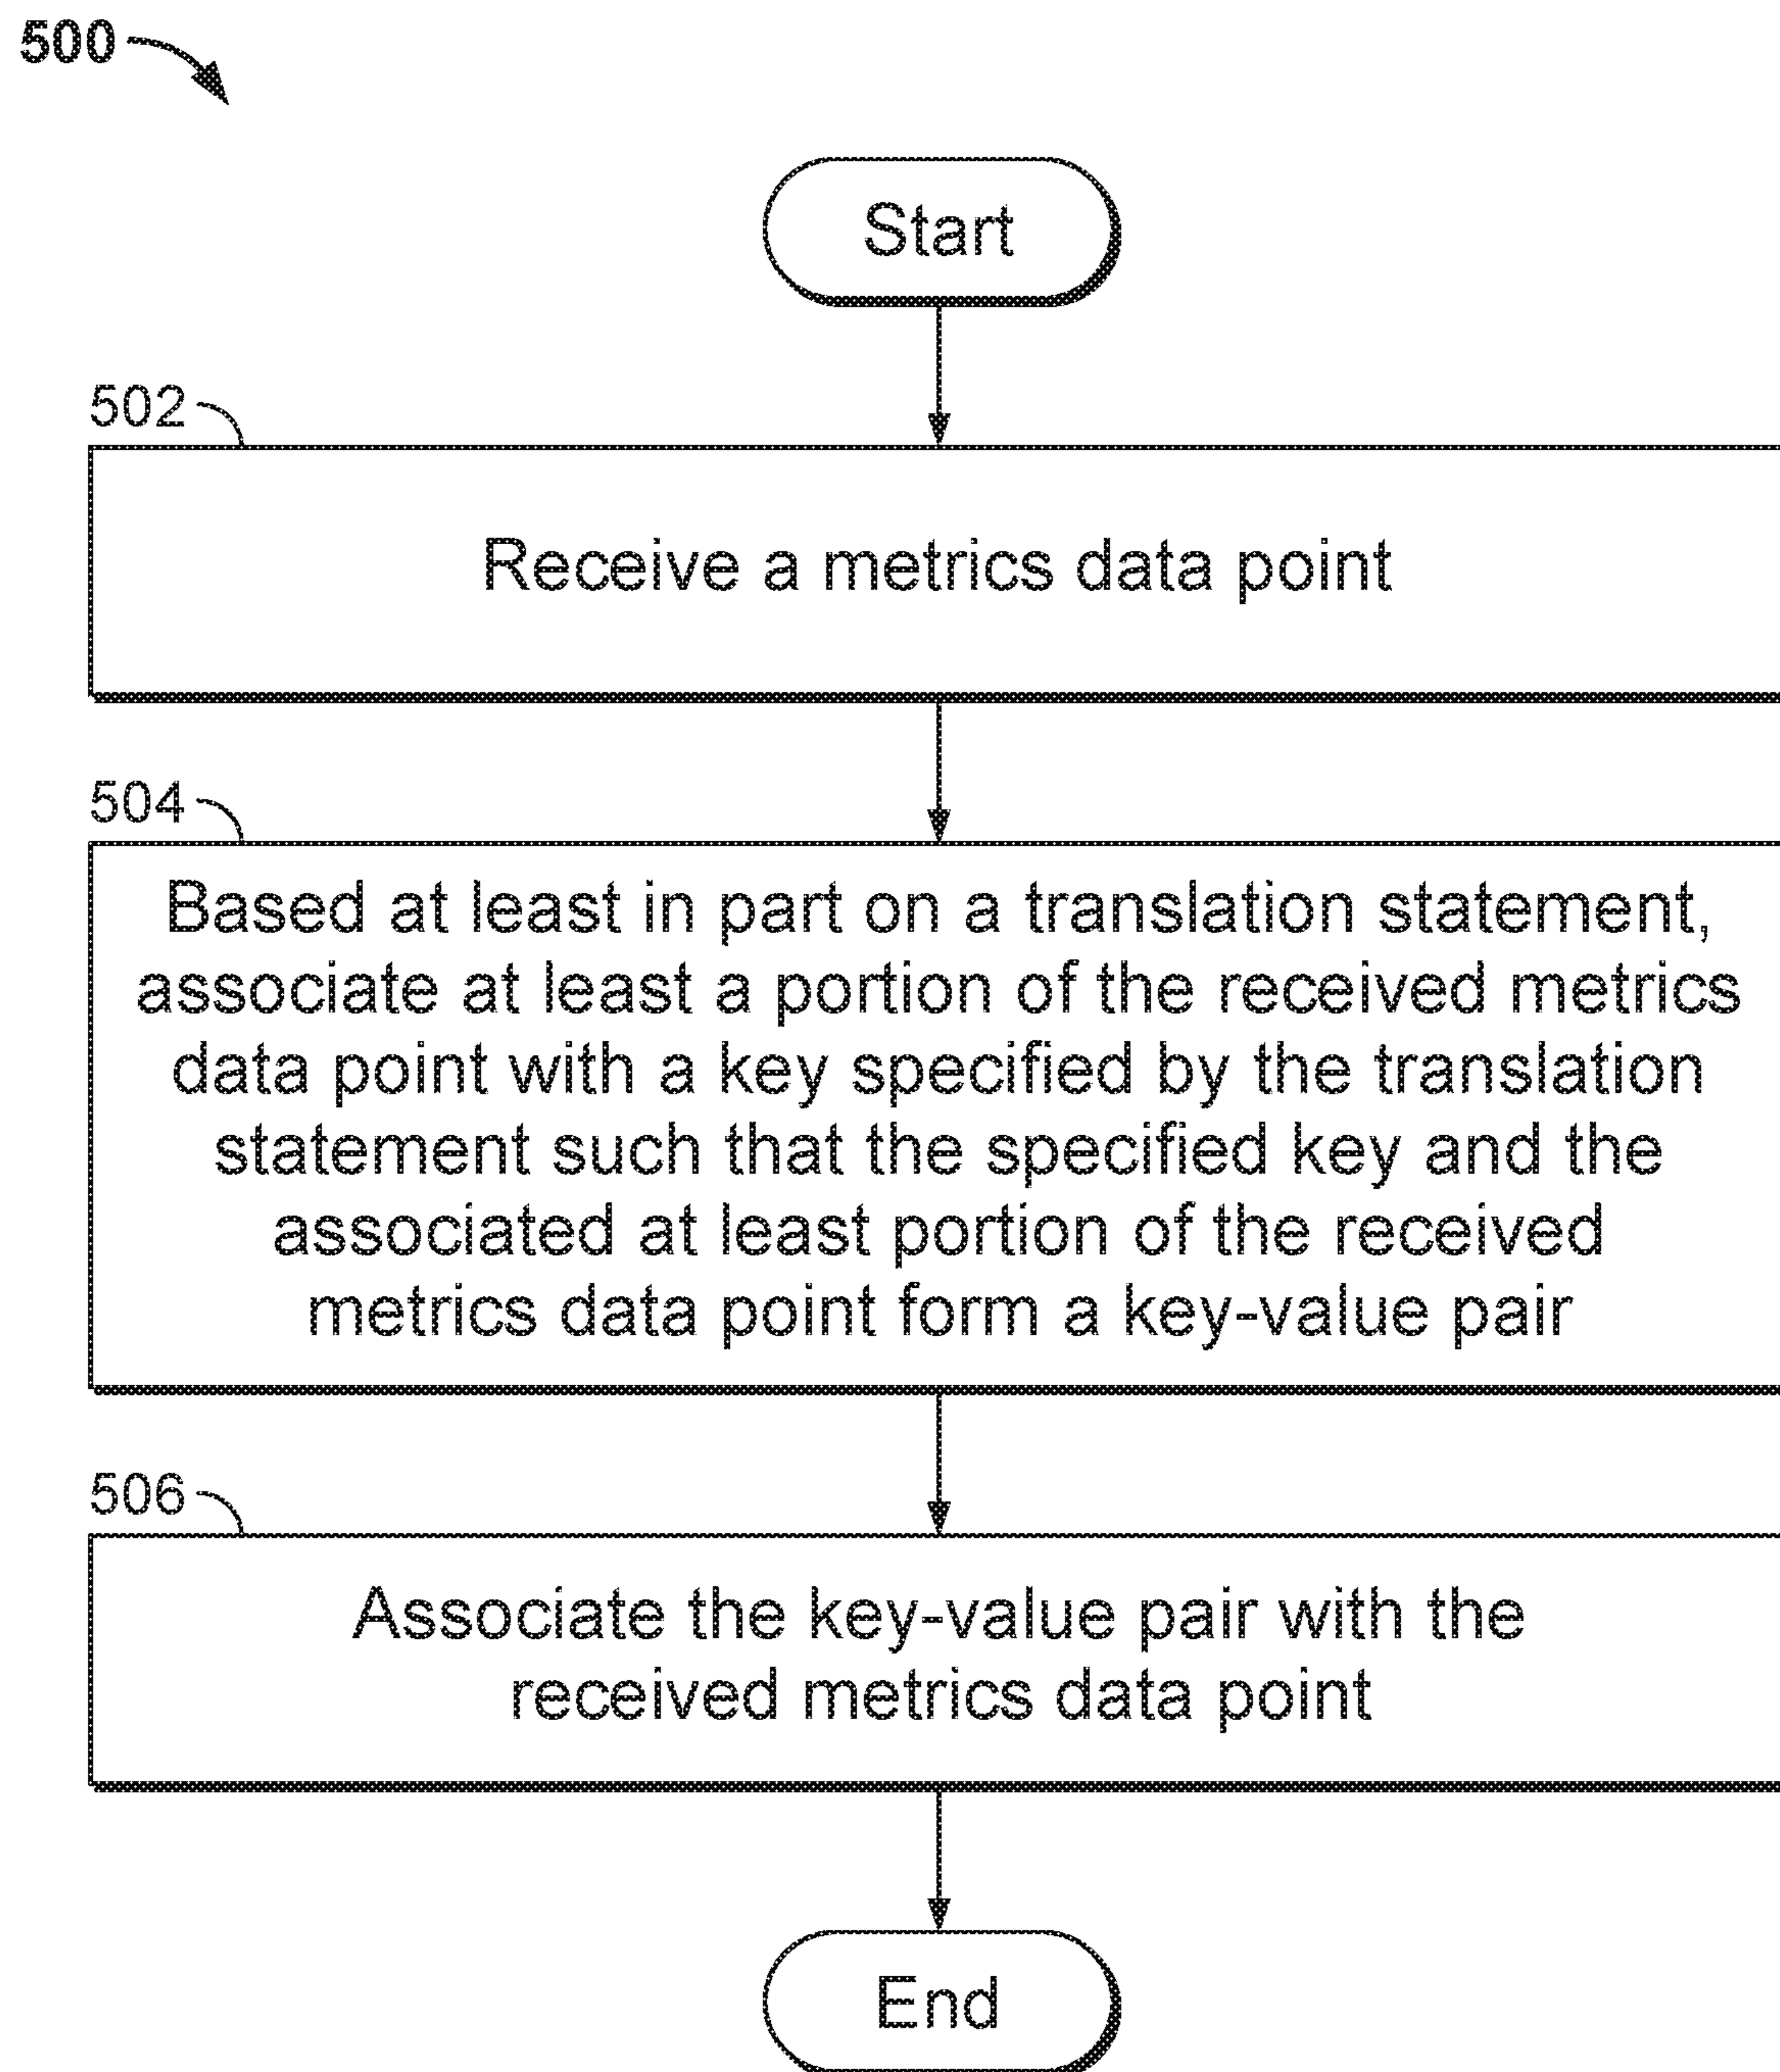 500
Start
502
Receive a metrics data point
504
Based at least in part on a translation statement,
associate at least a portion of the received metrics
data point with a key specified by the translation
statement such that the specified key and the
associated at least portion of the received
metrics data point form a key-value pair
506
Associate the key-value pair with the
received metrics data point
End